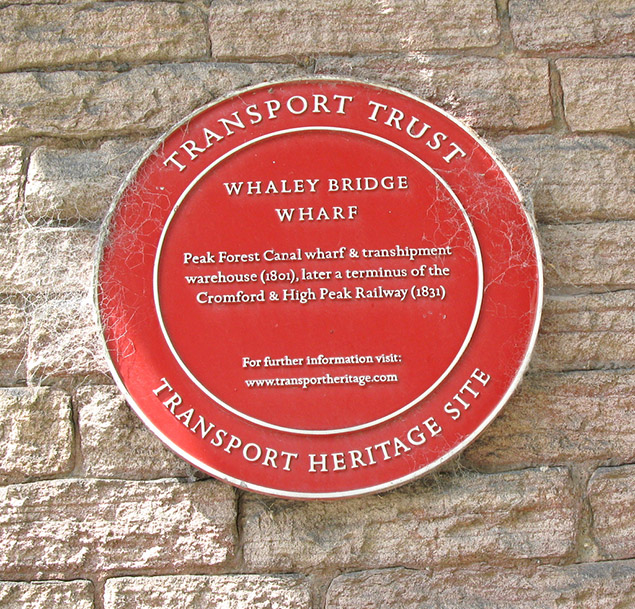 TRANSPORT TRUST
WHALEY BRIDGE
WHARF
Peak Forest Canal wharf & transhipment
warehouse (1801), later a terminus of the
Cromford & High Peak Railway (1831)
For further information visit:
www.transportheritage.com
TRANSPORT HERITAGE SITE